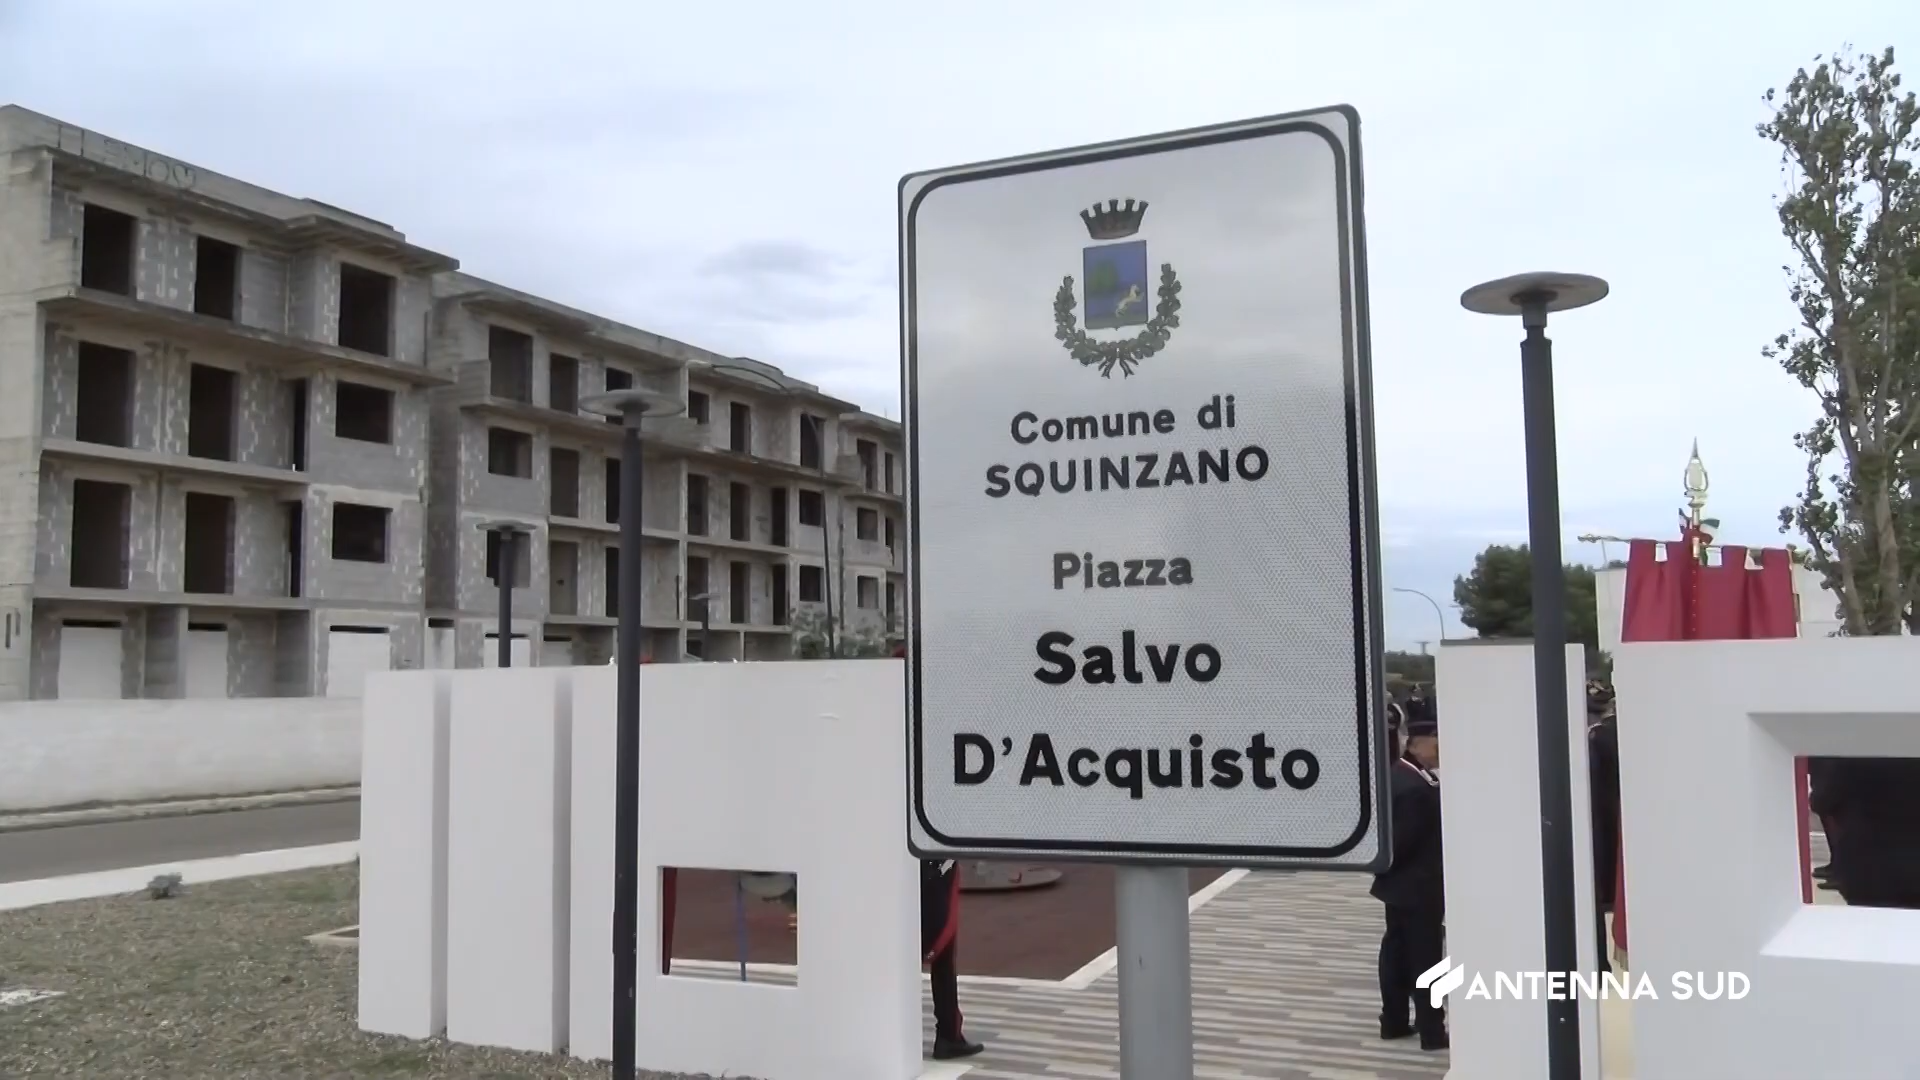 Comune di
SQUINZANO
Piazza
Salvo
D'Acquisto
ANTENNA SUD